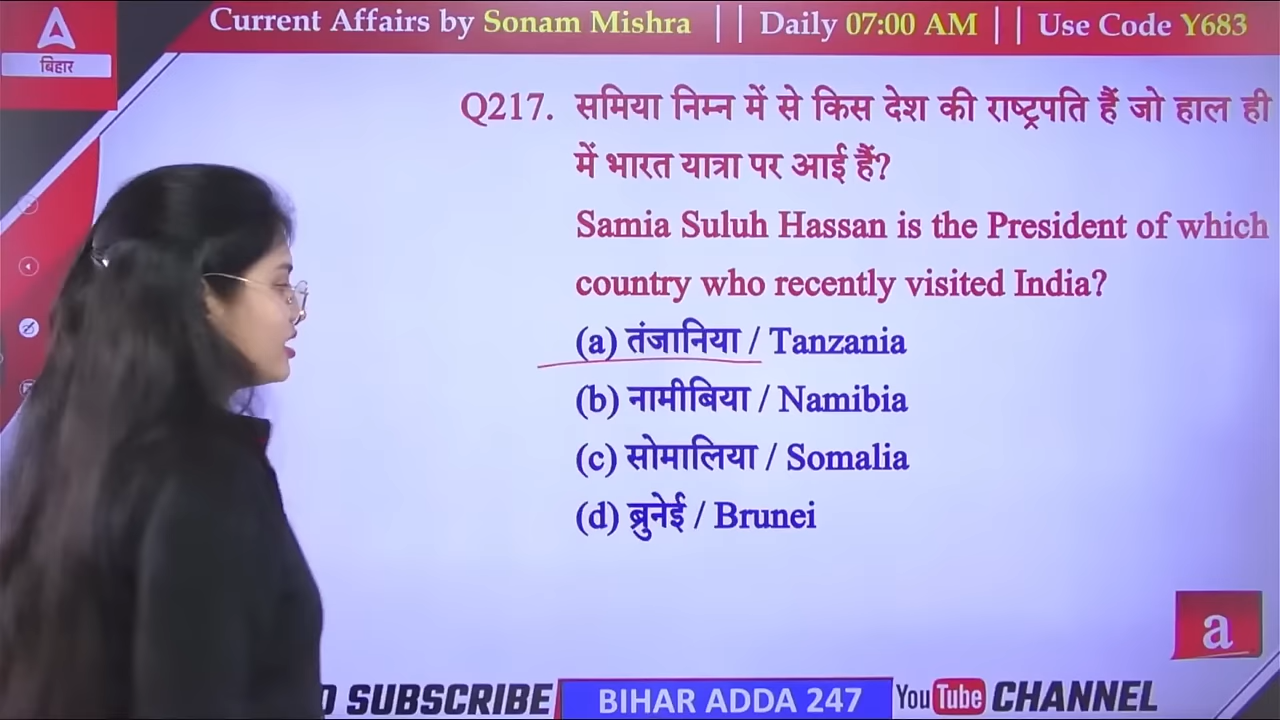 Current Affairs by Sonam Mishra || Daily 07:00 AM || Use Code Y683
बिहार
Q217. समिया निम्न में से किस देश की राष्ट्रपति हैं जो हाल ही
में भारत यात्रा पर आई हैं?
Samia Suluh Hassan is the President of which
country who recently visited India?
(a) तंजानिया / Tanzania
(b) नामीबिया / Namibia
(c) सोमालिया / Somalia
(d) ब्रुनेई / Brunei
a
SUBSCRIBE BIHAR ADDA 247 YouTube CHANNEL